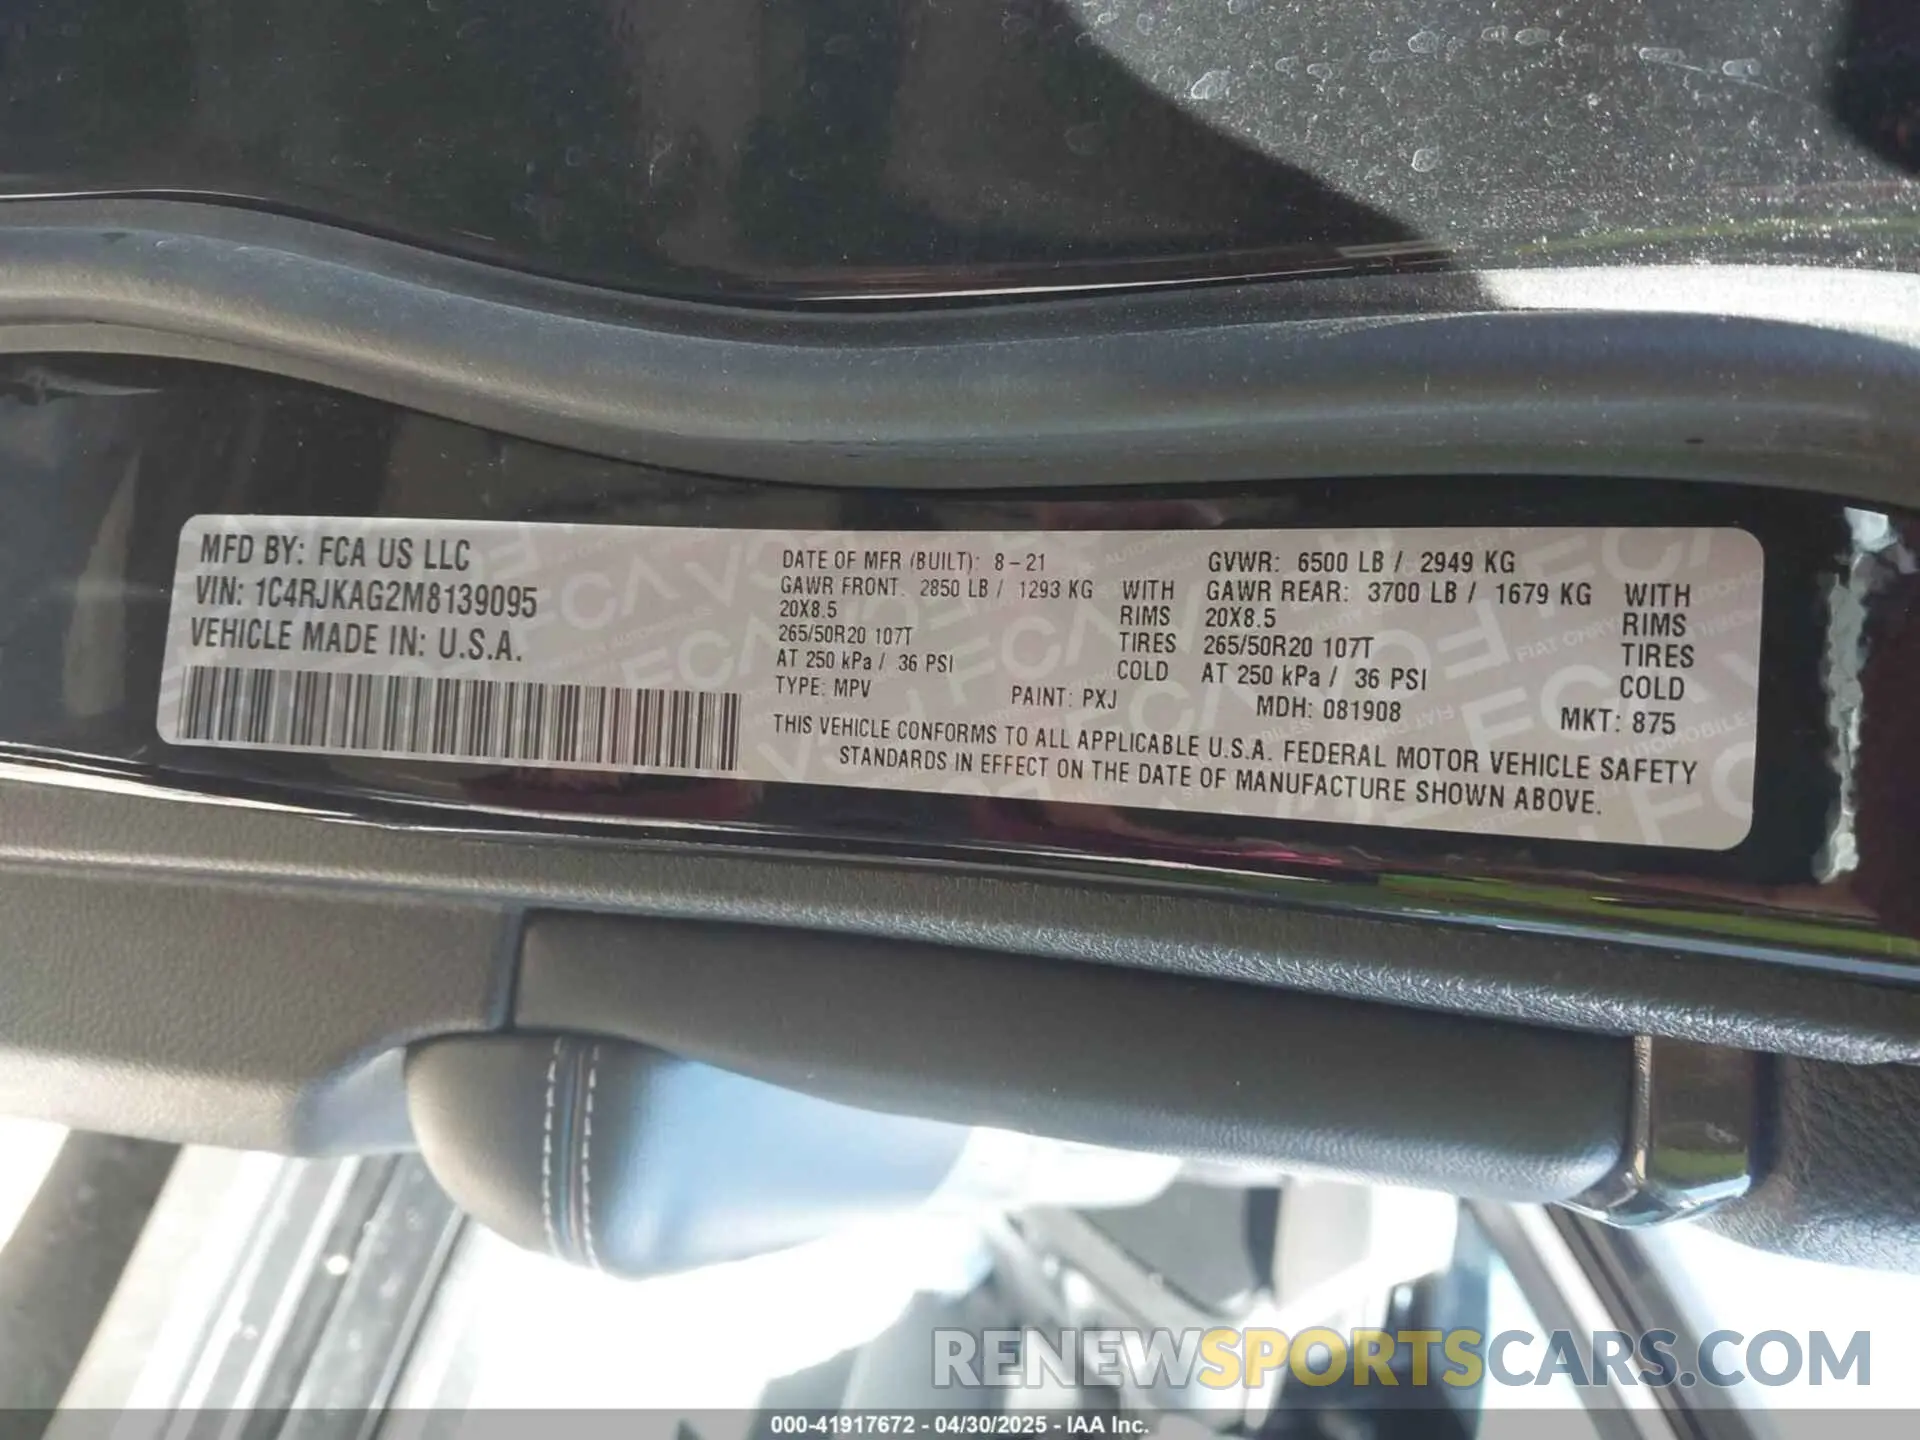 MFD BY: FCA US LLC
VIN: 1C4RJKAG2M8139095
VEHICLE MADE IN: U.S.A.
DATE OF MFR (BUILT): 8-21
GVWR: 6500 LB / 2949 KG
GAWR FRONT. 2850 LB / 1293 KG WITH
20X8.5 RIMS
265/50R20 107T TIRES
AT 250 kPa / 36 PSI COLD
GAWR REAR: 3700 LB / 1679 KG WITH
20X8.5 RIMS
265/50R20 107T TIRES
AT 250 kPa / 36 PSI COLD
TYPE: MPV PAINT: PXJ MDH: 081908 MKT: 875
THIS VEHICLE CONFORMS TO ALL APPLICABLE U.S.A. FEDERAL MOTOR VEHICLE SAFETY
STANDARDS IN EFFECT ON THE DATE OF MANUFACTURE SHOWN ABOVE.
RENEWSPORTSCARS.COM
000-41917672 - 04/30/2025 - IAA Inc.